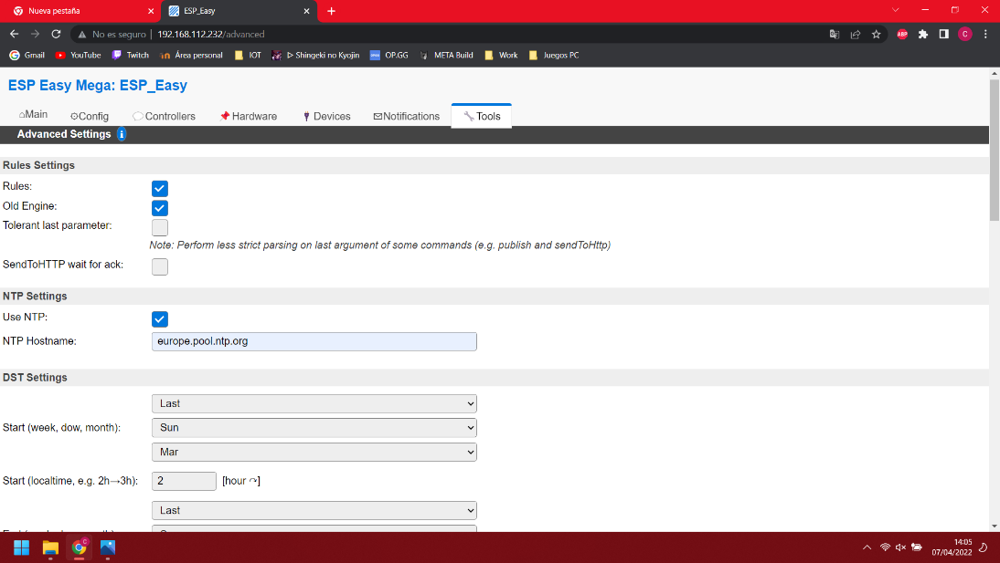 Nueva pestaña
ESP_Easy
No es seguro | 192.168.112.232/advanced
ABP
C
Gmail YouTube Twitch Área personal IOT ᐅ Shingeki no Kyojin OP.GG META Build Work Juegos PC
ESP Easy Mega: ESP_Easy
Main Config Controllers Hardware Devices Notifications Tools
Advanced Settings i
Rules Settings
Rules:
Old Engine:
Tolerant last parameter:
Note: Perform less strict parsing on last argument of some commands (e.g. publish and sendToHttp)
SendToHTTP wait for ack:
NTP Settings
Use NTP:
NTP Hostname: europe.pool.ntp.org
DST Settings
Last
Start (week, dow, month): Sun
Mar
Start (localtime, e.g. 2h→3h): 2 [hour ↷]
Last
14:05
07/04/2022